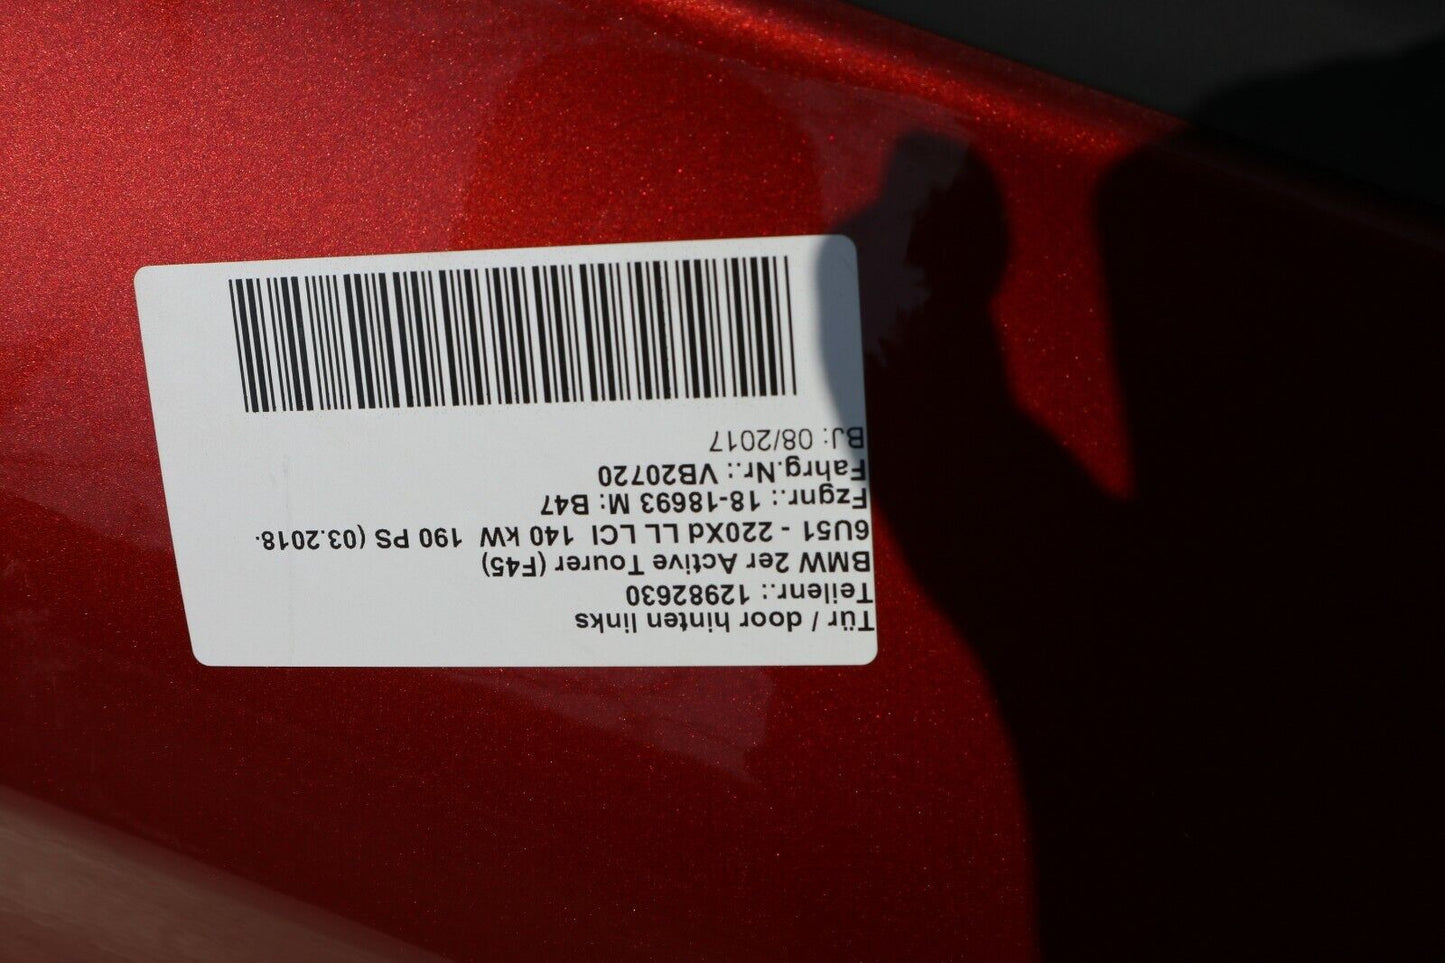 Tür / door hinten links
Teilenr.: 12982630
BMW 2er Active Tourer (F45)
6U51 - 220Xd LL LCI 140 kW 190 PS (03.2018-
Fzgnr.: 18-18693 M: B47
Fahrg.Nr.: VB20720
BJ: 08/2017